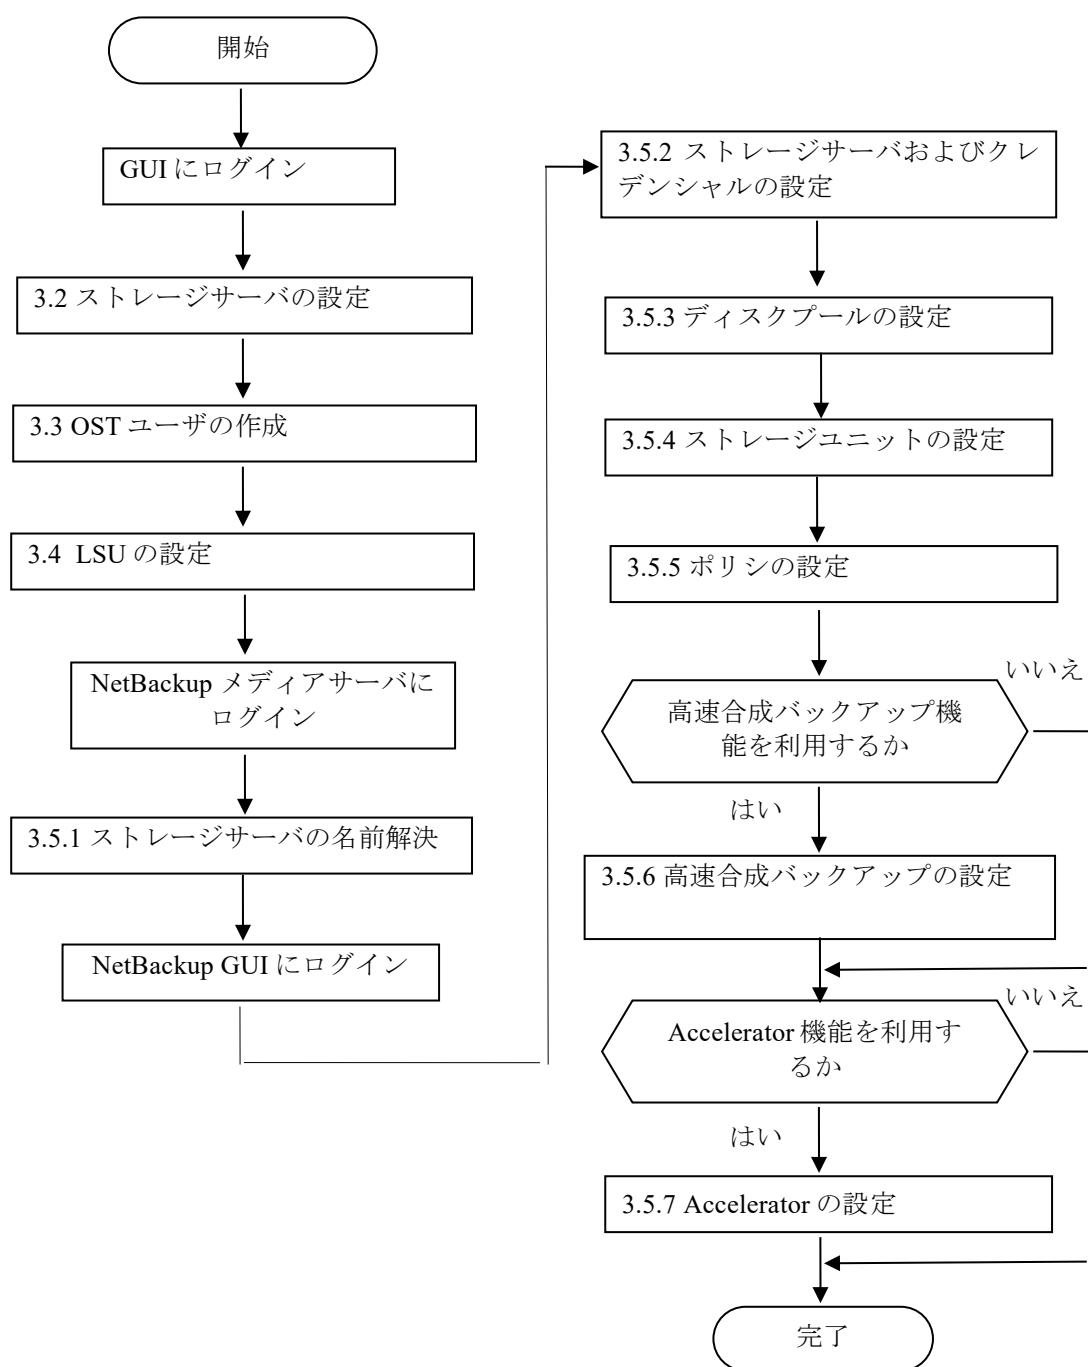 開始
GUI にログイン
3.2 ストレージサーバの設定
3.3 OST ユーザの作成
3.4 LSU の設定
NetBackup メディアサーバに
ログイン
3.5.1 ストレージサーバの名前解決
NetBackup GUI にログイン
3.5.2 ストレージサーバおよびクレ
デンシャルの設定
3.5.3 ディスクプールの設定
3.5.4 ストレージユニットの設定
3.5.5 ポリシの設定
いいえ
高速合成バックアップ機
能を利用するか
はい
3.5.6 高速合成バックアップの設定
いいえ
Accelerator 機能を利用す
るか
はい
3.5.7 Accelerator の設定
完了